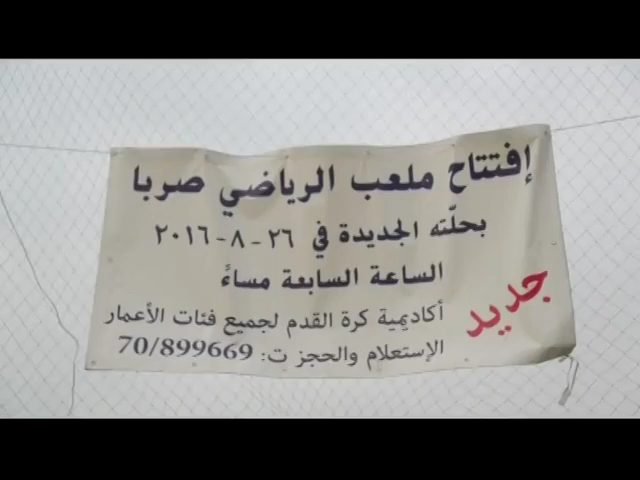 إفتتاح ملعب الرياضي صربا
بحلّته الجديدة في ٢٦ - ٨ - ٢٠١٦
الساعة السابعة مساءً
جديد
أكاديمية كرة القدم لجميع فئات الأعمار
الإستعلام والحجز ت: 70/899669